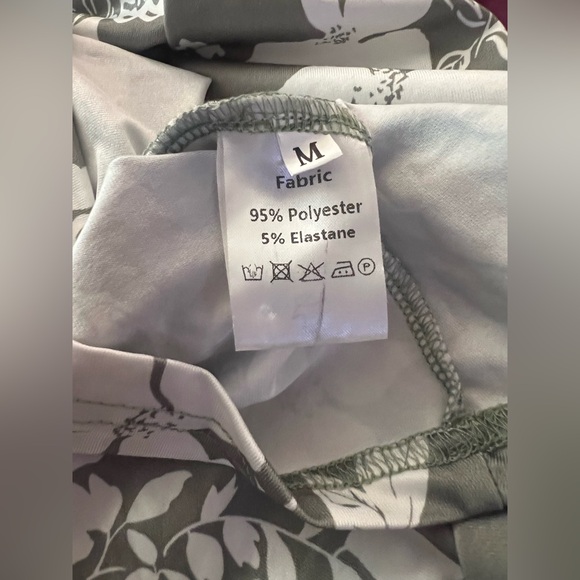 M
Fabric
95% Polyester
5% Elastane
P